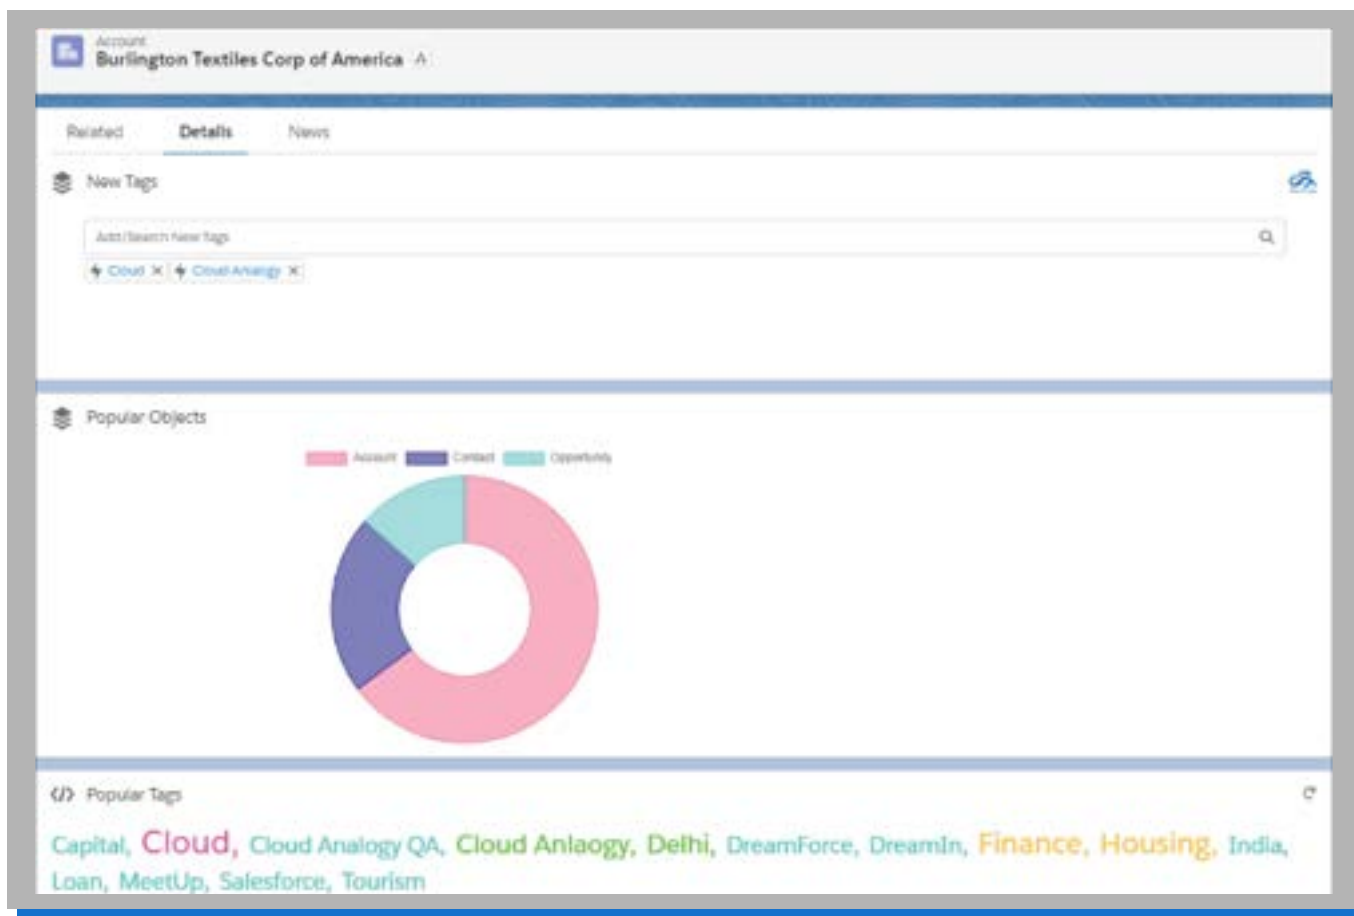 Account
Burlington Textiles Corp of America
Related Details News
New Tags
Add/Search New Tags
Cloud × Cloud Analogy ×
Popular Objects
Account Contact Opportunity
</> Popular Tags
Capital, Cloud, Cloud Analogy QA, Cloud Anlaogy, Delhi, DreamForce, DreamIn, Finance, Housing, India,
Loan, MeetUp, Salesforce, Tourism